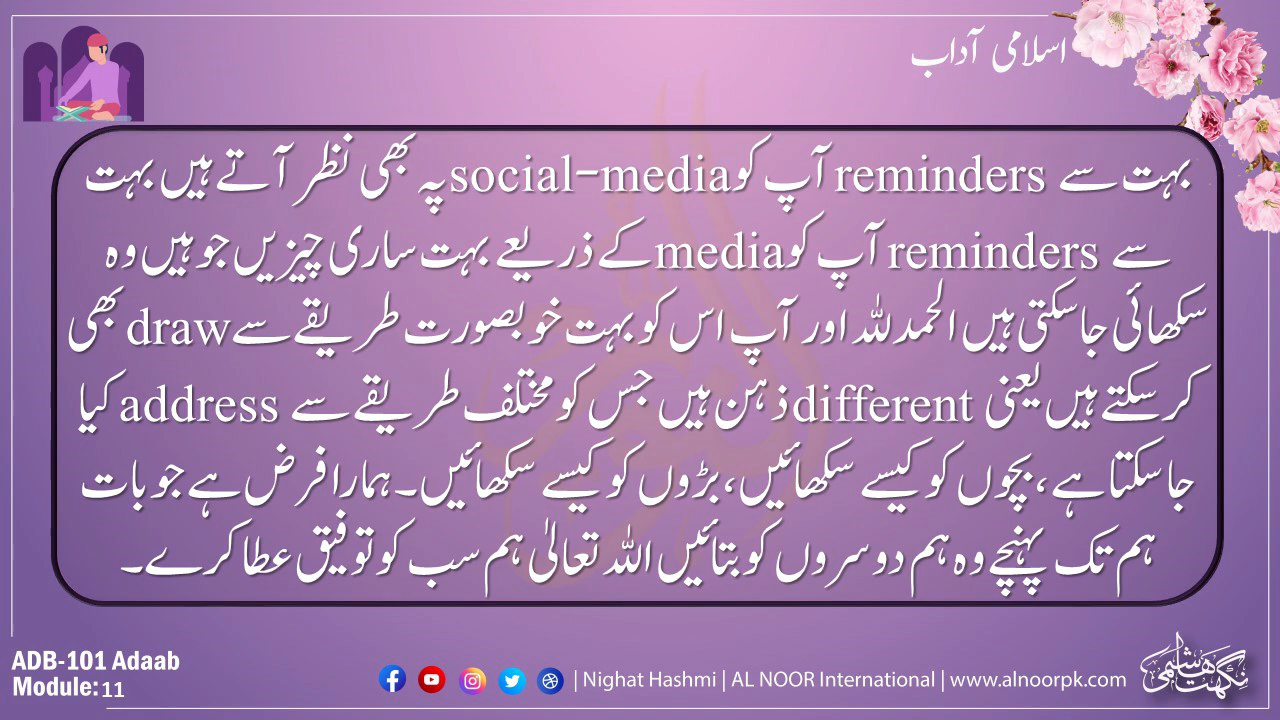 اسلامی آداب
بہت سے reminders آپ کو social-media پہ بھی نظر آتے ہیں بہت
سے reminders آپ کو media کے ذریعے بہت ساری چیزیں جو ہیں وہ
سکھائی جاسکتی ہیں الحمدللہ اور آپ اس کو بہت خوبصورت طریقے سے draw بھی
کرسکتے ہیں یعنی different ذہن ہیں جس کو مختلف طریقے سے address کیا
جاسکتا ہے، بچوں کو کیسے سکھائیں، بڑوں کو کیسے سکھائیں۔ ہمارا فرض ہے جو بات
ہم تک پہنچے وہ ہم دوسروں کو بتائیں اللہ تعالیٰ ہم سب کو توفیق عطا کرے۔
ADB-101 Adaab
Module: 11
| Nighat Hashmi | AL NOOR International | www.alnoorpk.com
نگہت ہاشمی